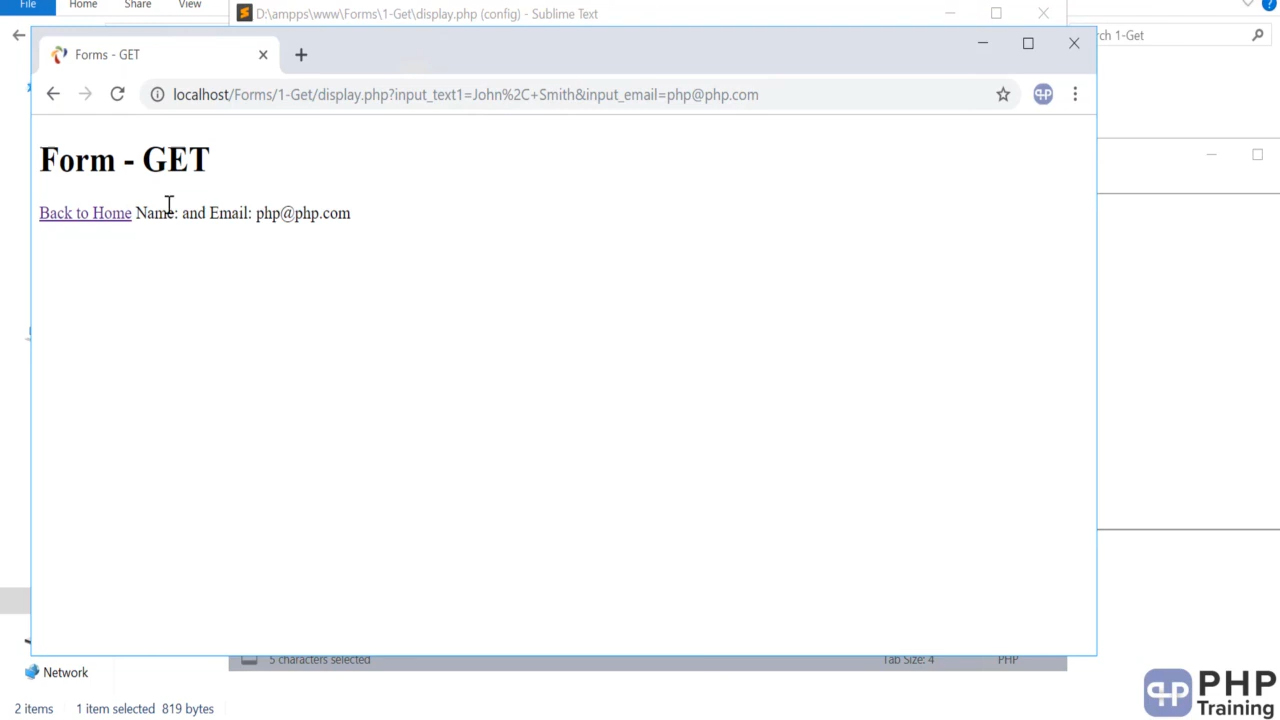 File Home Share View
D:\ampps\www\Forms\1-Get\display.php (config) - Sublime Text
ch 1-Get
Forms - GET
localhost/Forms/1-Get/display.php?input_text1=John%2C+Smith&input_email=php@php.com
Form - GET
Back to Home Name: and Email: php@php.com
5 characters selected Tab Size: 4 PHP
Network
2 items 1 item selected 819 bytes
PHP
Training